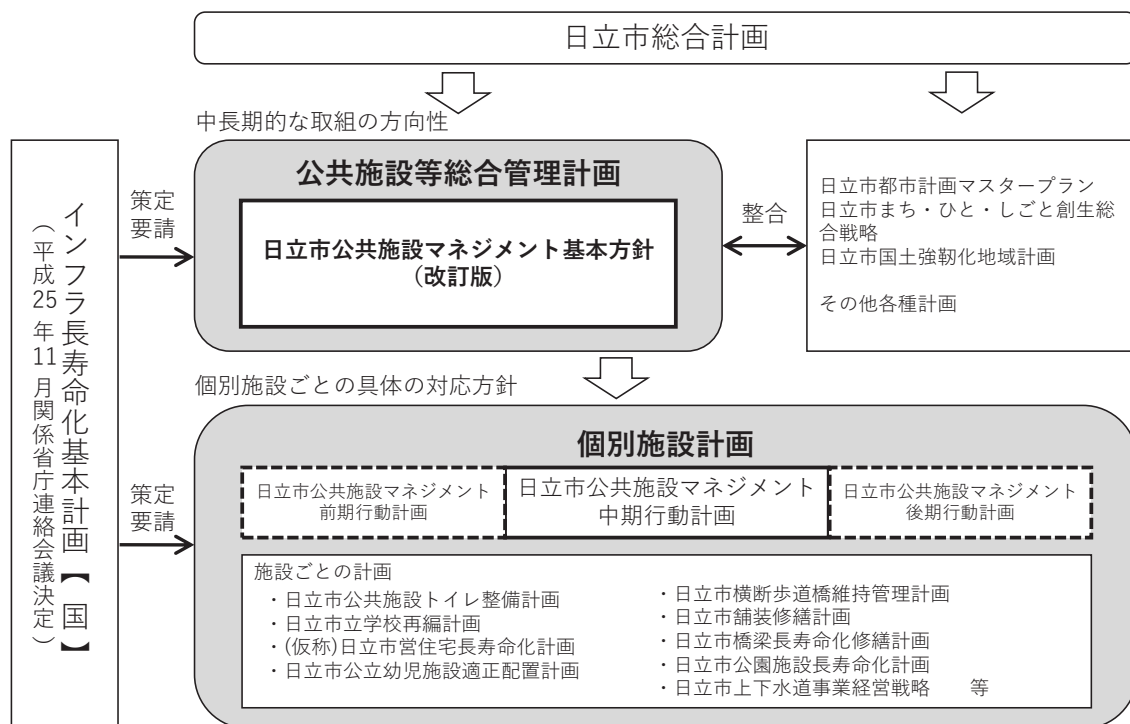 日立市総合計画
中長期的な取組の方向性
公共施設等総合管理計画
日立市公共施設マネジメント基本方針
（改訂版）
策定
要請
整合
日立市都市計画マスタープラン
日立市まち・ひと・しごと創生総
合戦略
日立市国土強靭化地域計画
その他各種計画
インフラ長寿命化基本計画【国】
（平成25年11月関係省庁連絡会議決定）
個別施設ごとの具体の対応方針
策定
要請
個別施設計画
日立市公共施設マネジメント
前期行動計画
日立市公共施設マネジメント
中期行動計画
日立市公共施設マネジメント
後期行動計画
施設ごとの計画
・日立市公共施設トイレ整備計画
・日立市立学校再編計画
・(仮称)日立市営住宅長寿命化計画
・日立市公立幼児施設適正配置計画
・日立市横断歩道橋維持管理計画
・日立市舗装修繕計画
・日立市橋梁長寿命化修繕計画
・日立市公園施設長寿命化計画
・日立市上下水道事業経営戦略　　等